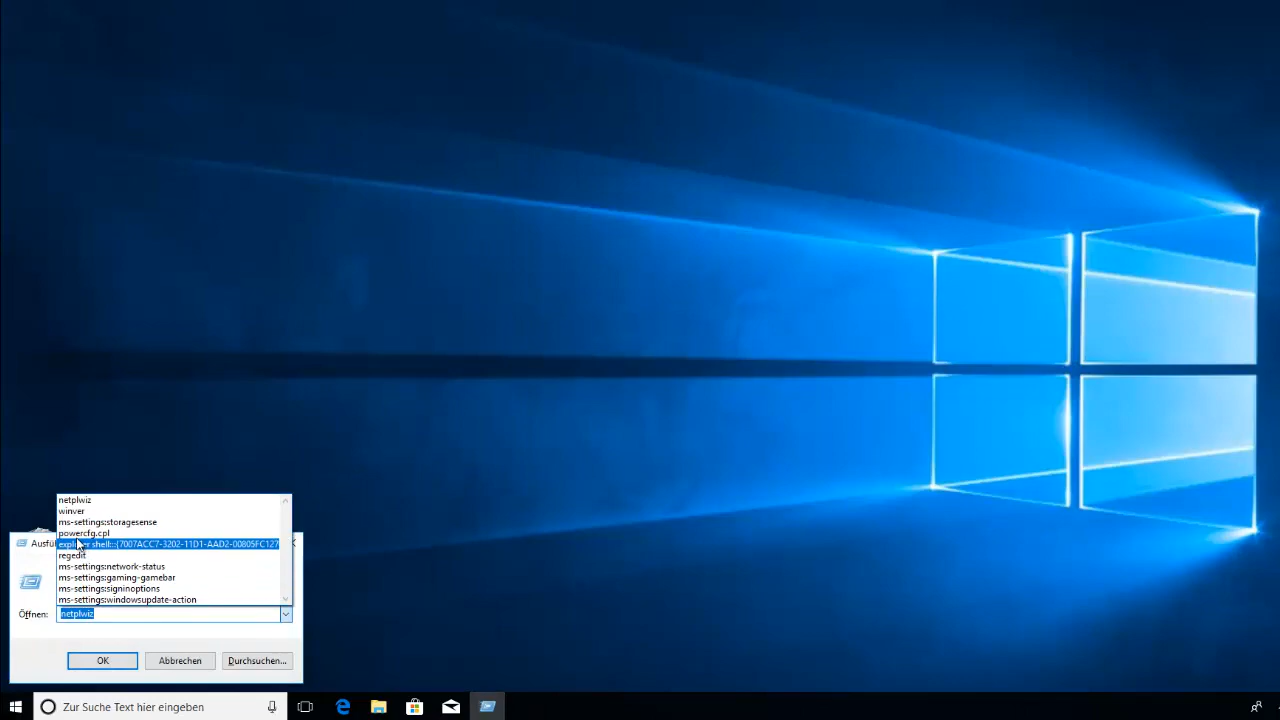 netplwiz
winver
ms-settings:storagesense
powercfg.cpl
shell:::{7007ACC7-3202-11D1-AAD2-00805FC127
regedit
ms-settings:network-status
ms-settings:gaming-gamebar
ms-settings:signinoptions
ms-settings:windowsupdate-action
Öffnen: netplwiz
OK Abbrechen Durchsuchen...
Zur Suche Text hier eingeben